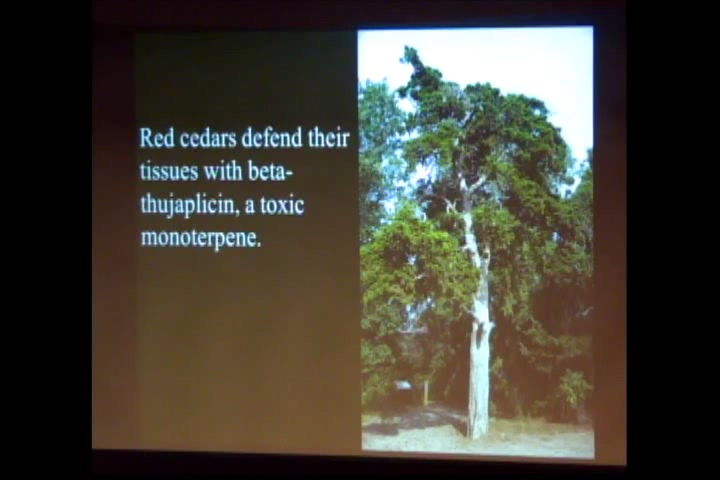 Red cedars defend their
tissues with beta-
thujaplicin, a toxic
monoterpene.